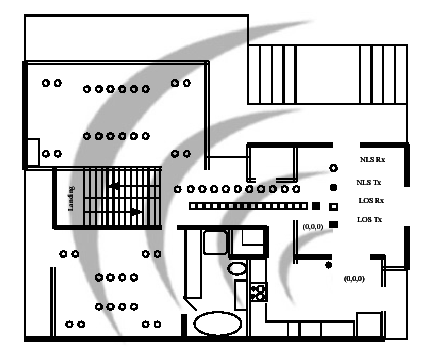 NLS Rx
NLS Tx
Landing
LOS Rx
LOS Tx
(0,0,0)
(0,0,0)